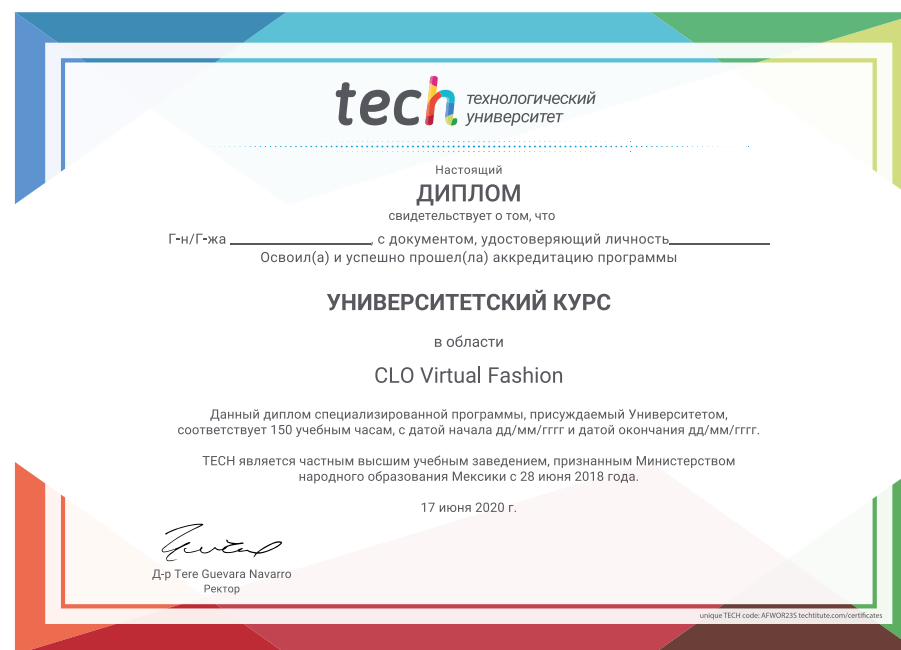 tech технологический
университет
Настоящий
ДИПЛОМ
свидетельствует о том, что
Г-н/Г-жа , с документом, удостоверяющий личность
Освоил(а) и успешно прошел(ла) аккредитацию программы
УНИВЕРСИТЕТСКИЙ КУРС
в области
CLO Virtual Fashion
Данный диплом специализированной программы, присуждаемый Университетом,
соответствует 150 учебным часам, с датой начала дд/мм/гггг и датой окончания дд/мм/гггг.
TECH является частным высшим учебным заведением, признанным Министерством
народного образования Мексики с 28 июня 2018 года.
17 июня 2020 г.
Д-р Tere Guevara Navarro
Ректор
unique TECH code: AFWOR23S techtitute.com/certificates